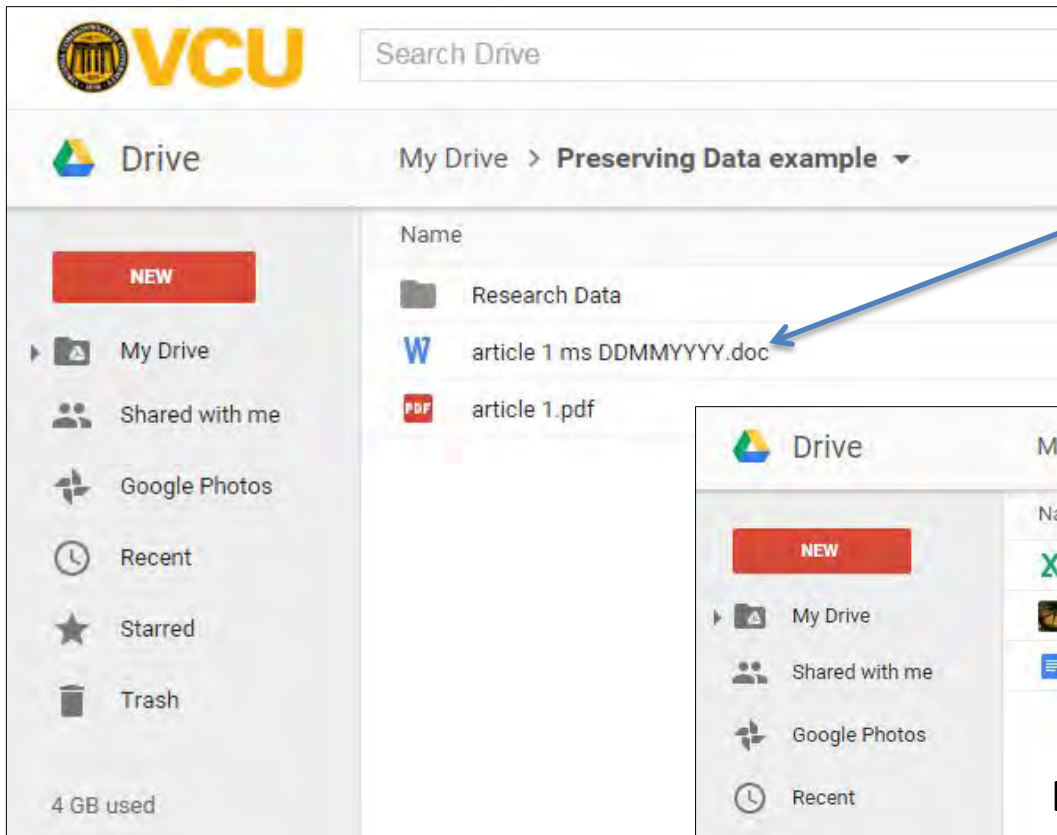 VCU
Search Drive
Drive
My Drive > Preserving Data example
NEW
My Drive
Shared with me
Google Photos
Recent
Starred
Trash
4 GB used
Name
Research Data
W article 1 ms DDMMYYYY.doc
PDF article 1.pdf
Drive
M
NEW
My Drive
Shared with me
Google Photos
Recent
Na
X